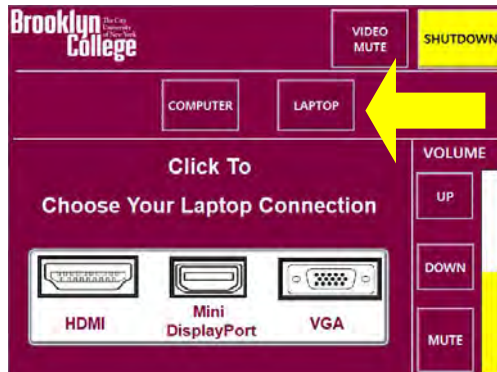 Brooklyn
College
The City
University
of New York
VIDEO
MUTE
SHUTDOWN
COMPUTER
LAPTOP
Click To
Choose Your Laptop Connection
HDMI
Mini
DisplayPort
VGA
VOLUME
UP
DOWN
MUTE